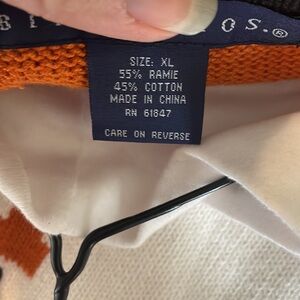 O S.®
SIZE: XL
55% RAMIE
45% COTTON
MADE IN CHINA
RN 61847
CARE ON REVERSE